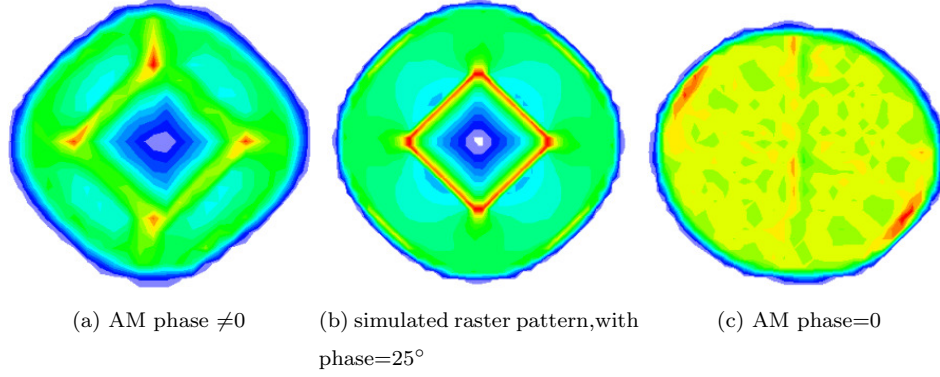 (a) AM phase ≠0
(b) simulated raster pattern,with
phase=25°
(c) AM phase=0